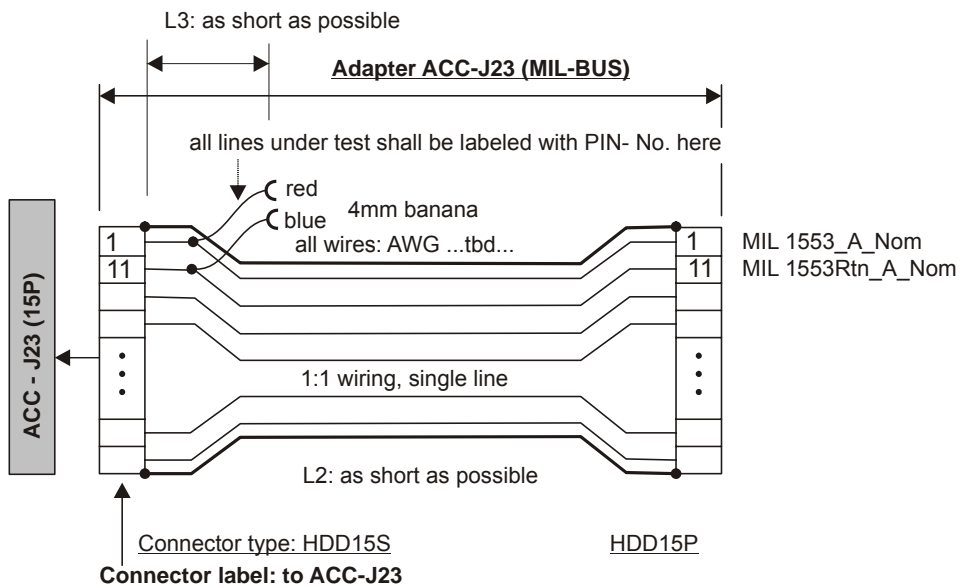 L3: as short as possible
Adapter ACC-J23 (MIL-BUS)
all lines under test shall be labeled with PIN- No. here
red
blue
4mm banana
all wires: AWG ...tbd...
1
11
1
11
MIL 1553_A_Nom
MIL 1553Rtn_A_Nom
ACC - J23 (15P)
1:1 wiring, single line
L2: as short as possible
Connector type: HDD15S
HDD15P
Connector label: to ACC-J23